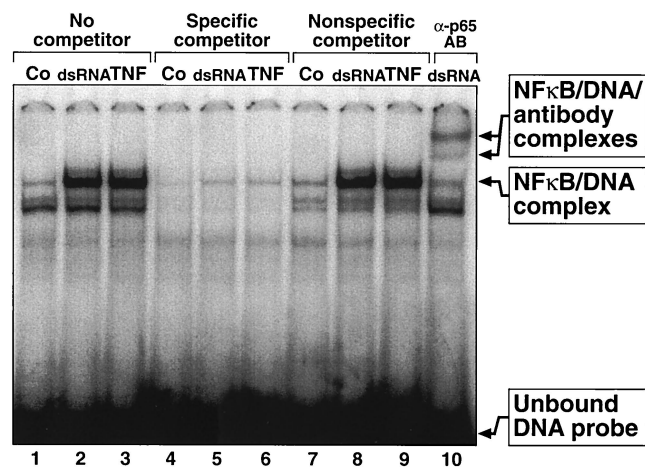 No competitor
Specific competitor
Nonspecific competitor
α-p65 AB
Co dsRNA TNF Co dsRNA TNF Co dsRNA TNF dsRNA
NFκB/DNA/
antibody
complexes
NFκB/DNA
complex
Unbound
DNA probe
1 2 3 4 5 6 7 8 9 10